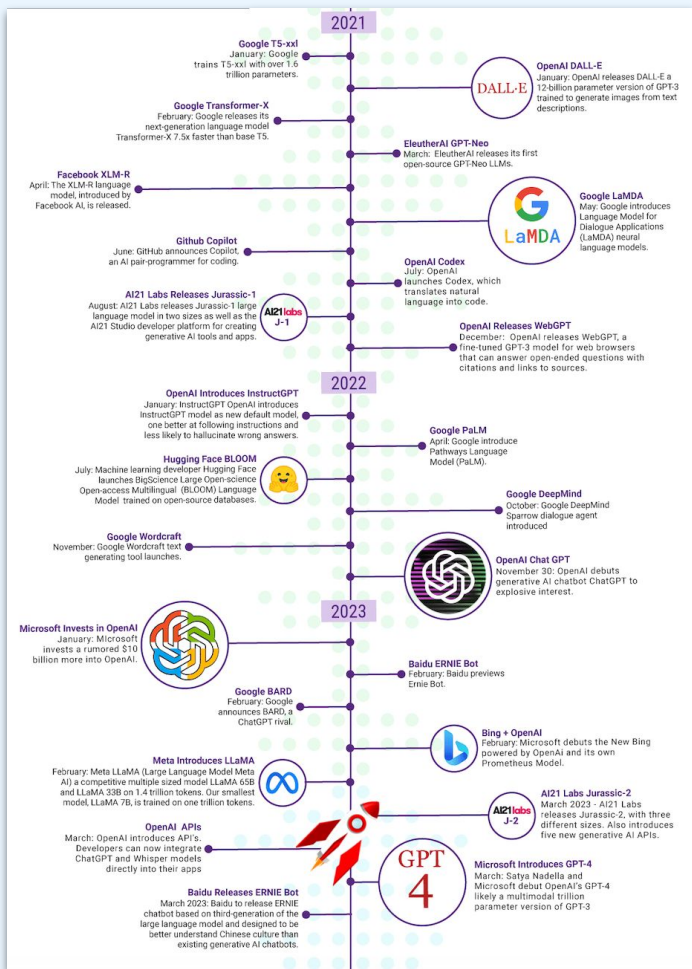 2021
Google T5-xxl
January: Google
trains T5-xxl with over 1.6
trillion parameters.
DALL·E
OpenAI DALL-E
January: OpenAI releases DALL-E a
12-billion parameter version of GPT-3
trained to generate images from text
descriptions.
Google Transformer-X
February: Google releases its
next-generation language model
Transformer-X 7.5x faster than base T5.
EleutherAI GPT-Neo
March: EleutherAI releases its first
open-source GPT-Neo LLMs.
Facebook XLM-R
April: The XLM-R language
model, introduced by
Facebook AI, is released.
LaMDA
Google LaMDA
May: Google introduces
Language Model for
Dialogue Applications
(LaMDA) neural
language models.
Github Copilot
June: GitHub announces Copilot,
an AI pair-programmer for coding.
OpenAI Codex
July: OpenAI
launches Codex, which
translates natural
language into code.
AI21 Labs Releases Jurassic-1
August: AI21 Labs releases Jurassic-1 large
language model in two sizes as well as the
AI21 Studio developer platform for creating
generative AI tools and apps.
AI21labs
J-1
OpenAI Releases WebGPT
December: OpenAI releases WebGPT, a
fine-tuned GPT-3 model for web browsers
that can answer open-ended questions with
citations and links to sources.
2022
OpenAI Introduces InstructGPT
January: InstructGPT OpenAI introduces
InstructGPT model as new default model,
one better at following instructions and
less likely to hallucinate wrong answers.
Google PaLM
April: Google introduce
Pathways Language
Model (PaLM).
Hugging Face BLOOM
July: Machine learning developer Hugging Face
launches BigScience Large Open-science
Open-access Multilingual (BLOOM) Language
Model trained on open-source databases.
Google DeepMind
October: Google DeepMind
Sparrow dialogue agent
introduced
Google Wordcraft
November: Google Wordcraft text
generating tool launches.
OpenAI Chat GPT
November 30: OpenAI debuts
generative AI chatbot ChatGPT to
explosive interest.
2023
Microsoft Invests in OpenAI
January: MIcrosoft
invests a rumored $10
billion more into OpenAI.
Baidu ERNIE Bot
February: Baidu previews
Ernie Bot.
Google BARD
February: Google
announces BARD, a
ChatGPT rival.
Bing + OpenAI
February: Microsoft debuts the New Bing
powered by OpenAi and its own
Prometheus Model.
Meta Introduces LLaMA
February: Meta LLaMA (Large Language Model Meta
AI) a competitive multiple sized model LLaMA 65B
and LLaMA 33B on 1.4 trillion tokens. Our smallest
model, LLaMA 7B, is trained on one trillion tokens.
AI21labs
J-2
AI21 Labs Jurassic-2
March 2023 - AI21 Labs
releases Jurassic-2, with three
different sizes. Also introduces
five new generative AI APIs.
OpenAI APIs
March: OpenAI introduces API's.
Developers can now integrate
ChatGPT and Whisper models
directly into their apps
GPT
4
Microsoft Introduces GPT-4
March: Satya Nadella and
Microsoft debut OpenAI's GPT-4
likely a multimodal trillion
parameter version of GPT-3
Baidu Releases ERNIE Bot
March 2023: Baidu to release ERNIE
chatbot based on third-generation of the
large language model and designed to be
better understand Chinese culture than
existing generative AI chatbots.